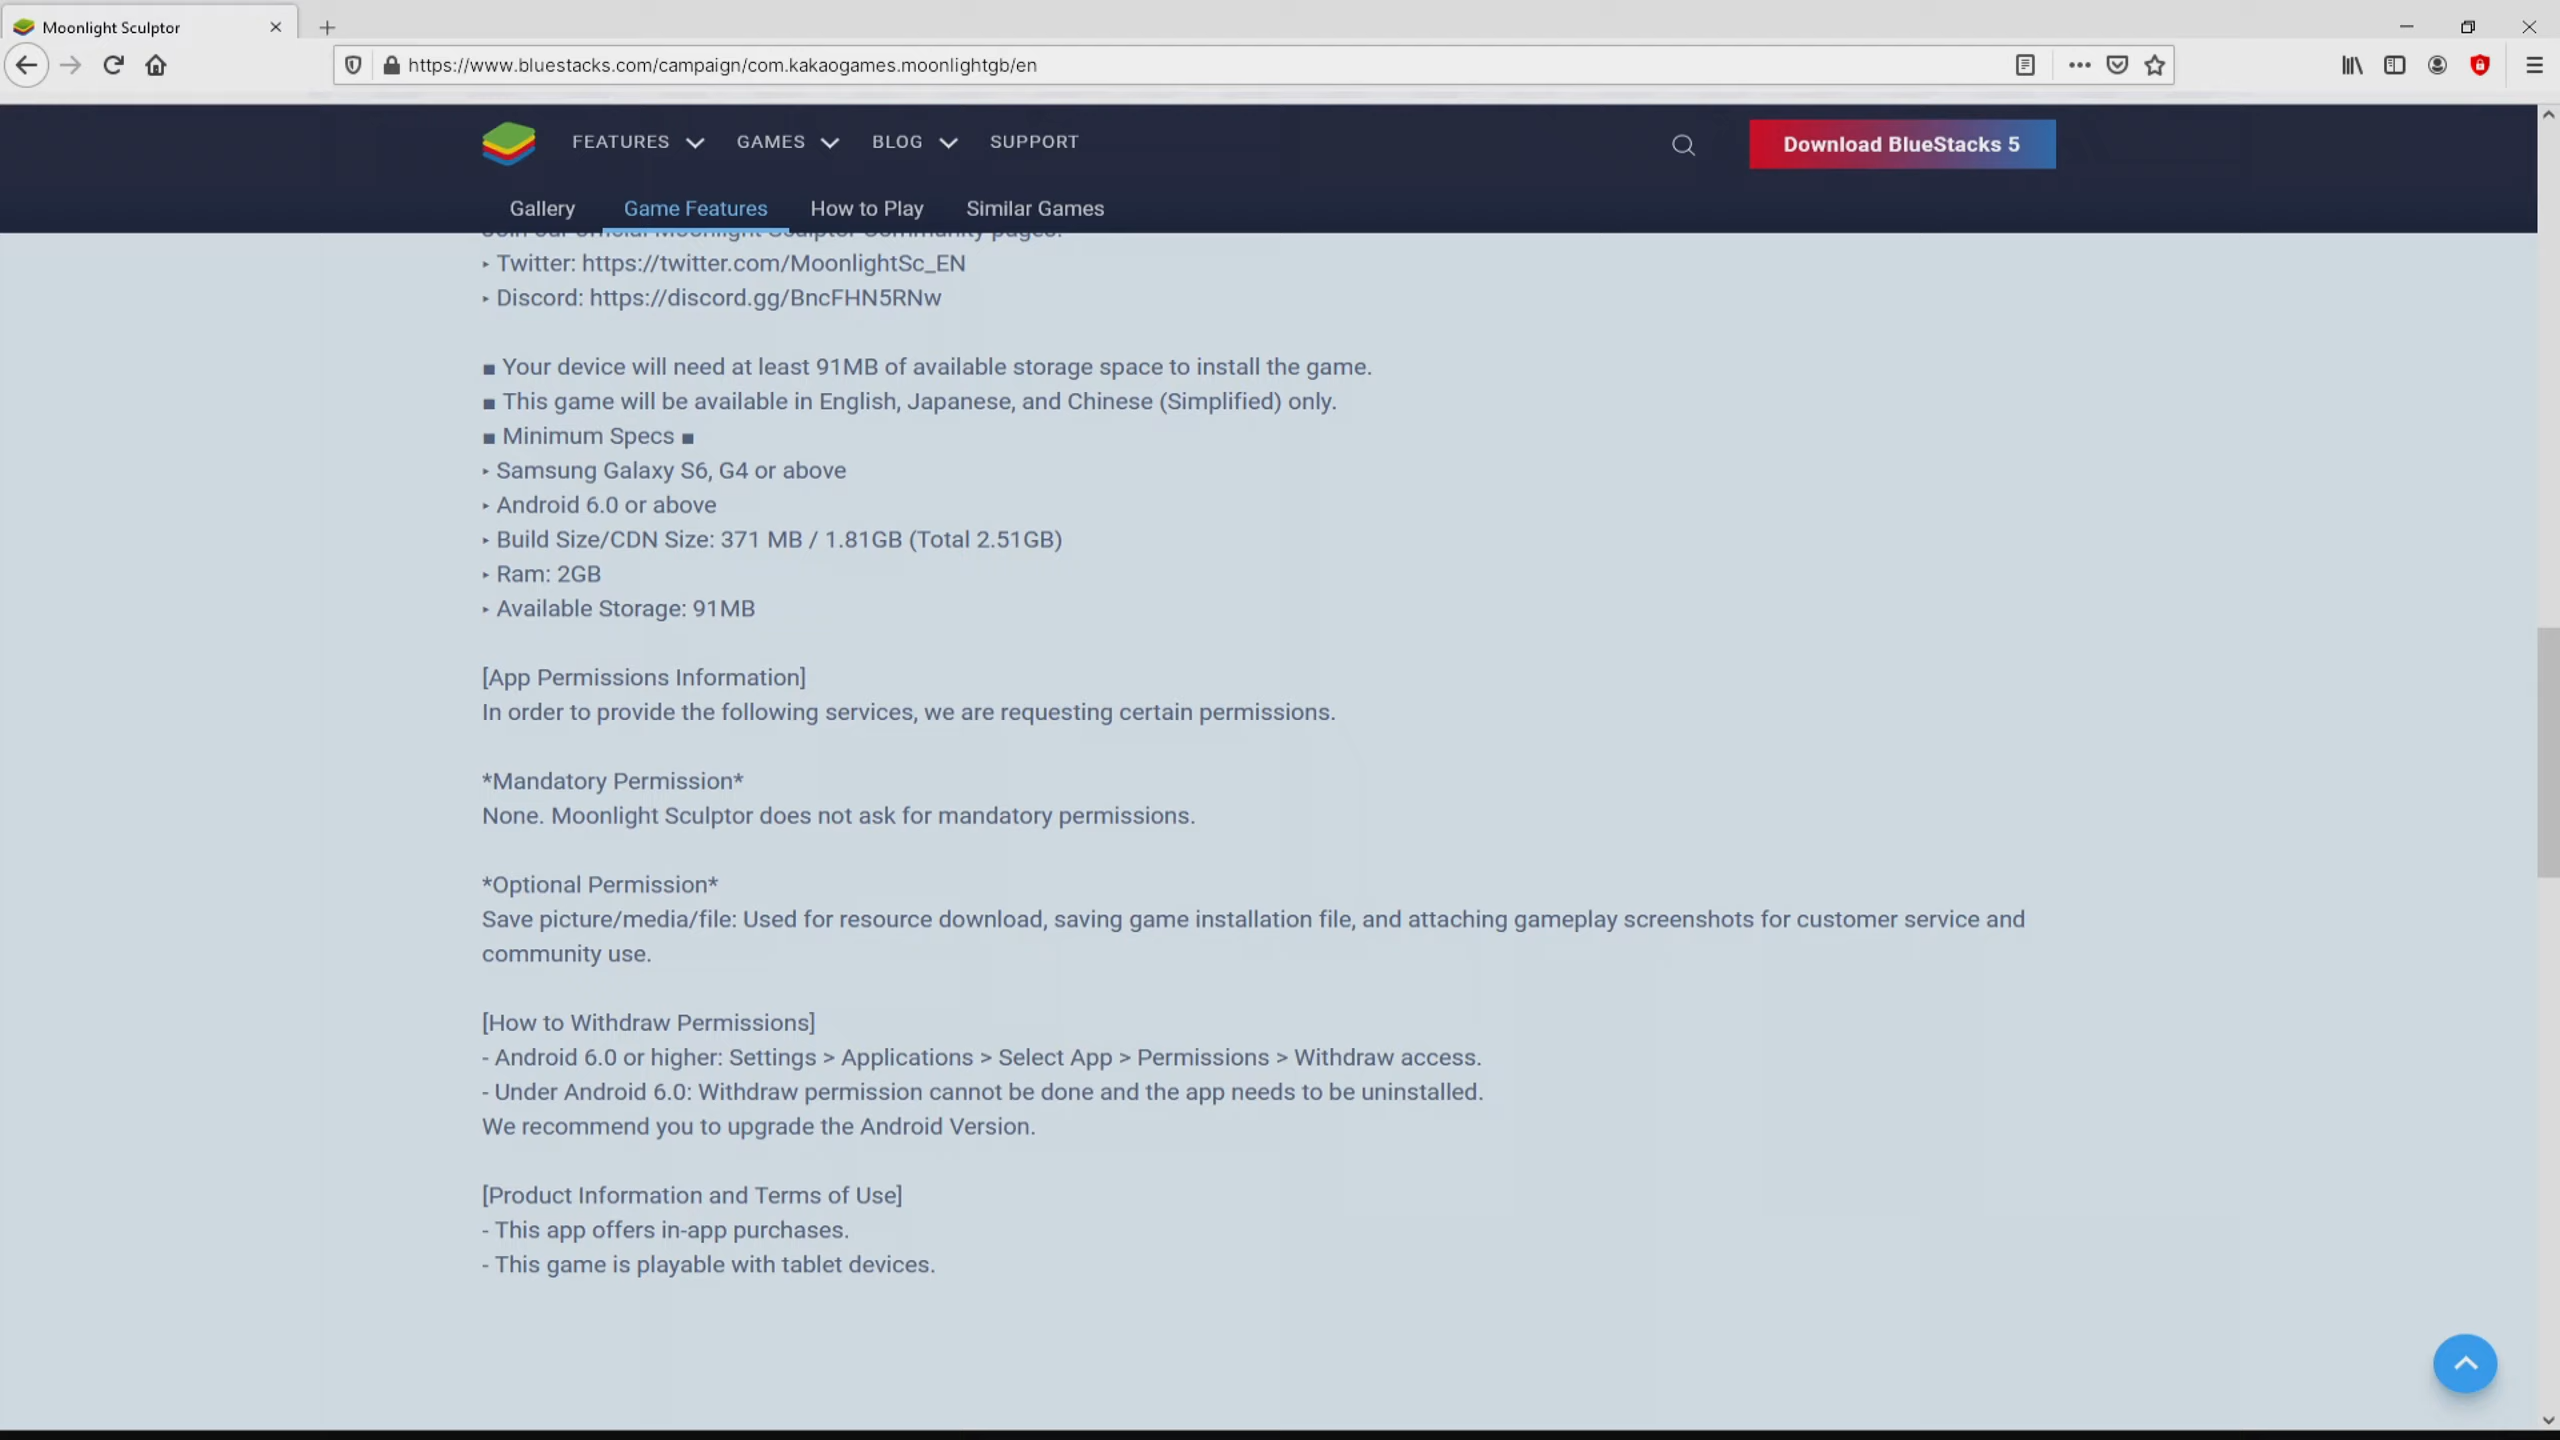 Moonlight Sculptor
https://www.bluestacks.com/campaign/com.kakaogames.moonlightgb/en
FEATURES GAMES BLOG SUPPORT
Download BlueStacks 5
Gallery Game Features How to Play Similar Games
Join our official Moonlight Sculptor Community pages!
‣ Twitter: https://twitter.com/MoonlightSc_EN
‣ Discord: https://discord.gg/BncFHN5RNw
■ Your device will need at least 91MB of available storage space to install the game.
■ This game will be available in English, Japanese, and Chinese (Simplified) only.
■ Minimum Specs ■
‣ Samsung Galaxy S6, G4 or above
‣ Android 6.0 or above
‣ Build Size/CDN Size: 371 MB / 1.81GB (Total 2.51GB)
‣ Ram: 2GB
‣ Available Storage: 91MB
[App Permissions Information]
In order to provide the following services, we are requesting certain permissions.
*Mandatory Permission*
None. Moonlight Sculptor does not ask for mandatory permissions.
*Optional Permission*
Save picture/media/file: Used for resource download, saving game installation file, and attaching gameplay screenshots for customer service and
community use.
[How to Withdraw Permissions]
- Android 6.0 or higher: Settings > Applications > Select App > Permissions > Withdraw access.
- Under Android 6.0: Withdraw permission cannot be done and the app needs to be uninstalled.
We recommend you to upgrade the Android Version.
[Product Information and Terms of Use]
- This app offers in-app purchases.
- This game is playable with tablet devices.